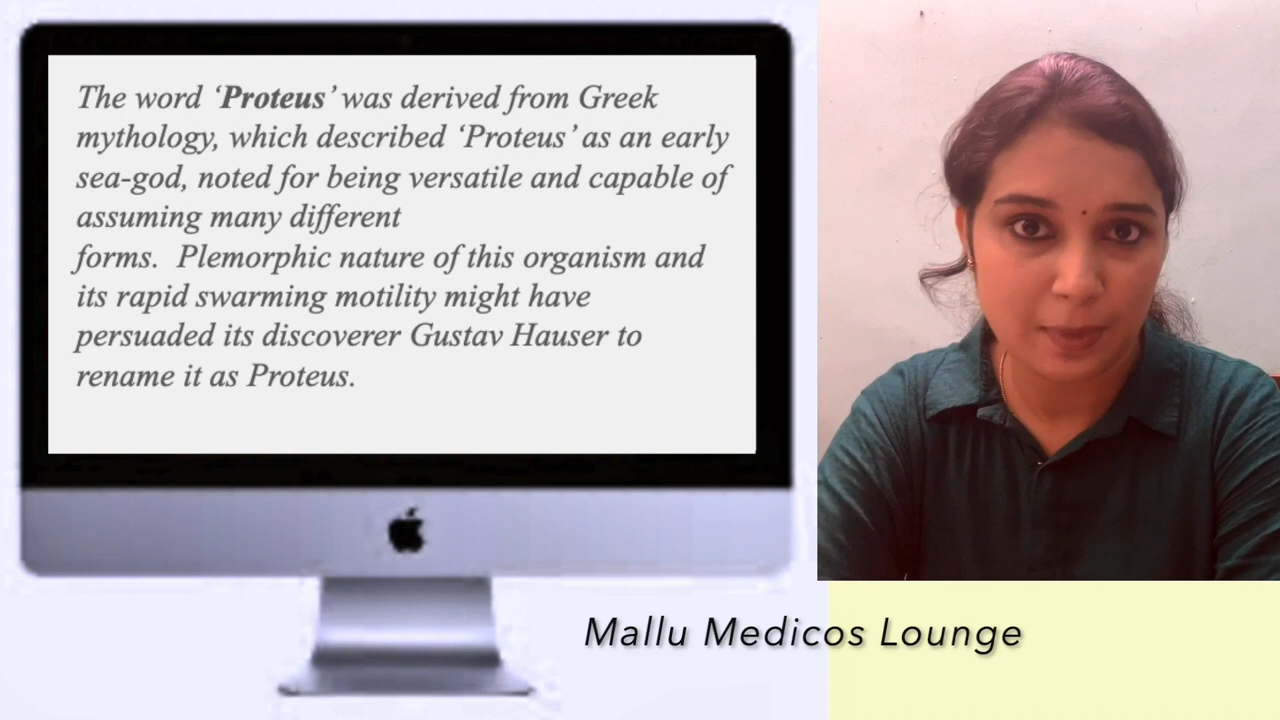 The word ‘Proteus’ was derived from Greek
mythology, which described ‘Proteus’ as an early
sea-god, noted for being versatile and capable of
assuming many different
forms.  Plemorphic nature of this organism and
its rapid swarming motility might have
persuaded its discoverer Gustav Hauser to
rename it as Proteus.
Mallu Medicos Lounge